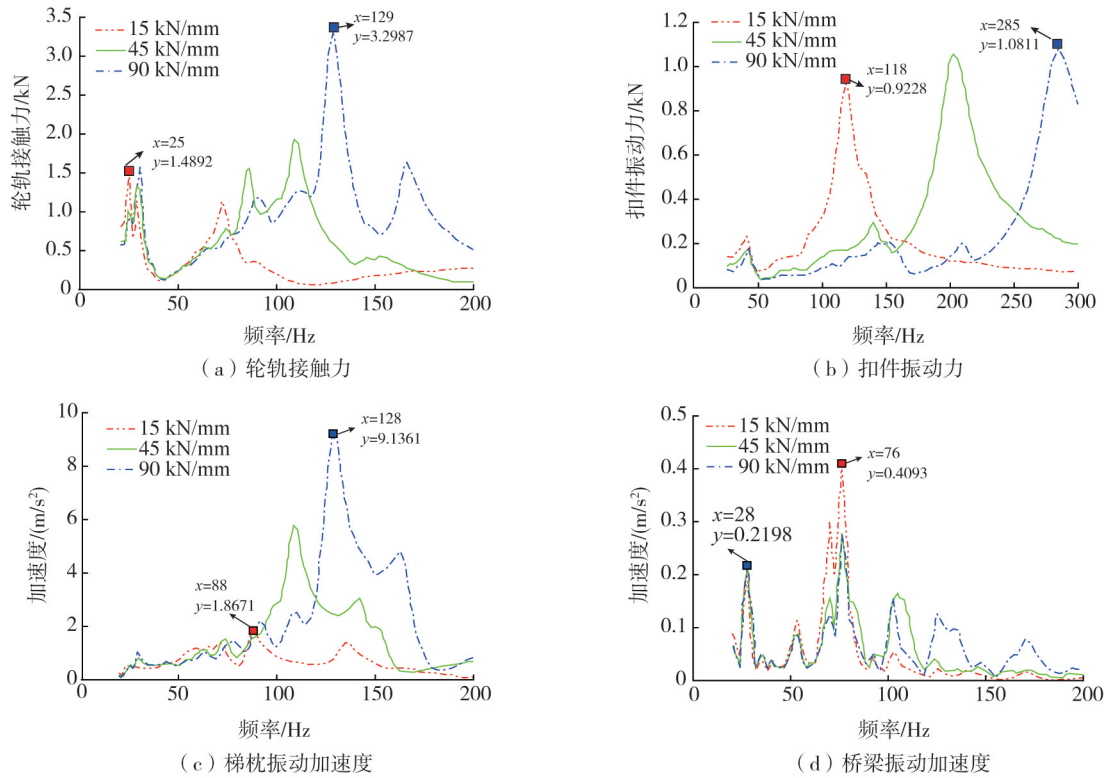 轮轨接触力/kN
3.5
3.0
2.5
2.0
1.5
1.0
0.5
0
15 kN/mm
45 kN/mm
90 kN/mm
x=129
y=3.2987
x=25
y=1.4892
0
50
100
150
200
频率/Hz
(a)轮轨接触力
扣件振动力/kN
1.2
1.0
0.8
0.6
0.4
0.2
0
15 kN/mm
45 kN/mm
90 kN/mm
x=285
y=1.0811
x=118
y=0.9228
0
50
100
150
200
250
300
频率/Hz
(b)扣件振动力
加速度/(m/s²)
10
8
6
4
2
0
15 kN/mm
45 kN/mm
90 kN/mm
x=128
y=9.1361
x=88
y=1.8671
0
50
100
150
200
频率/Hz
(c)梯枕振动加速度
加速度/(m/s²)
0.5
0.4
0.3
0.2
0.1
0
15 kN/mm
45 kN/mm
90 kN/mm
x=76
y=0.4093
x=28
y=0.2198
0
50
100
150
200
频率/Hz
(d)桥梁振动加速度